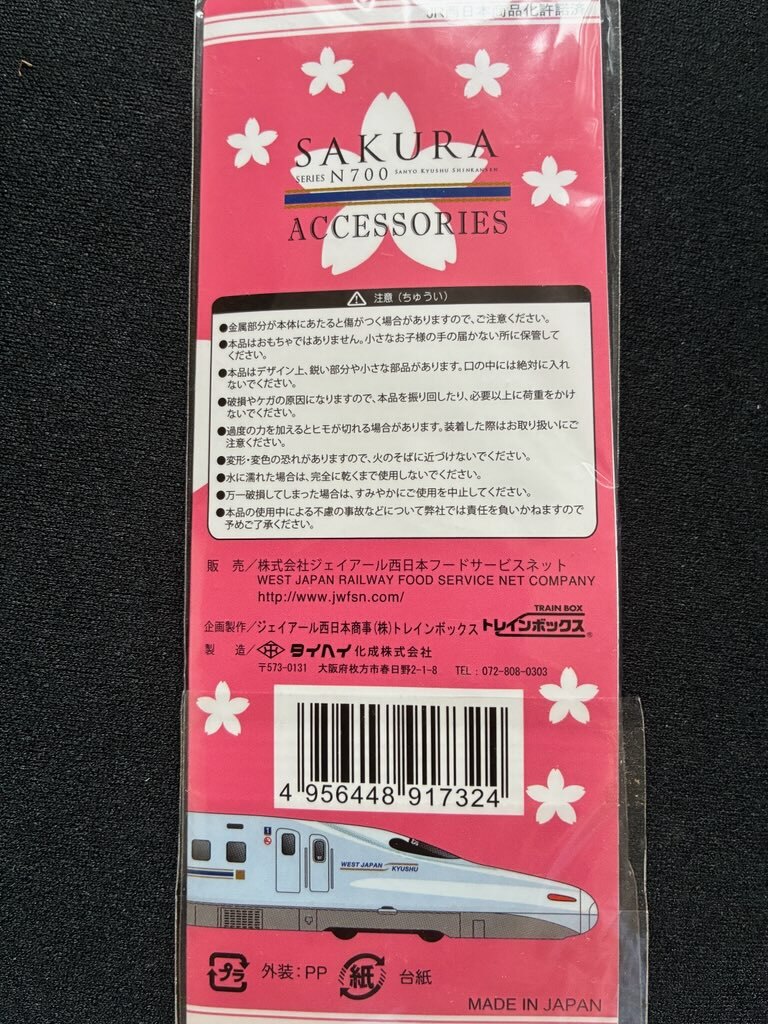 JR西日本商品化許諾済
SAKURA
SERIES N700 SANYO KYUSHU SHINKANSEN
ACCESSORIES
注意（ちゅうい）
●金属部分が本体にあたると傷がつく場合がありますので、ご注意ください。
●本品はおもちゃではありません。小さなお子様の手の届かない所に保管して
ください。
●本品はデザイン上、鋭い部分や小さな部品があります。口の中には絶対に入れ
ないでください。
●破損やケガの原因になりますので、本品を振り回したり、必要以上に荷重をかけ
ないでください。
●過度の力を加えるとヒモが切れる場合があります。装着した際はお取り扱いにご
注意ください。
●変形・変色の恐れがありますので、火のそばに近づけないでください。
●水に濡れた場合は、完全に乾くまで使用しないでください。
●万一破損してしまった場合は、すみやかにご使用を中止してください。
●本品の使用中による不慮の事故などについて弊社では責任を負いかねますので
予めご了承ください。
販 売／株式会社ジェイアール西日本フードサービスネット
WEST JAPAN RAILWAY FOOD SERVICE NET COMPANY
http://www.jwfsn.com/
TRAIN BOX
企画製作／ジェイアール西日本商事（株）トレインボックス トレインボックス®
製 造／タイヘイ化成株式会社
〒573-0131 大阪府枚方市春日野2-1-8 TEL：072-808-0303
4 956448 917324
1
WEST JAPAN KYUSHU
プラ 外装：PP 紙 台紙
MADE IN JAPAN